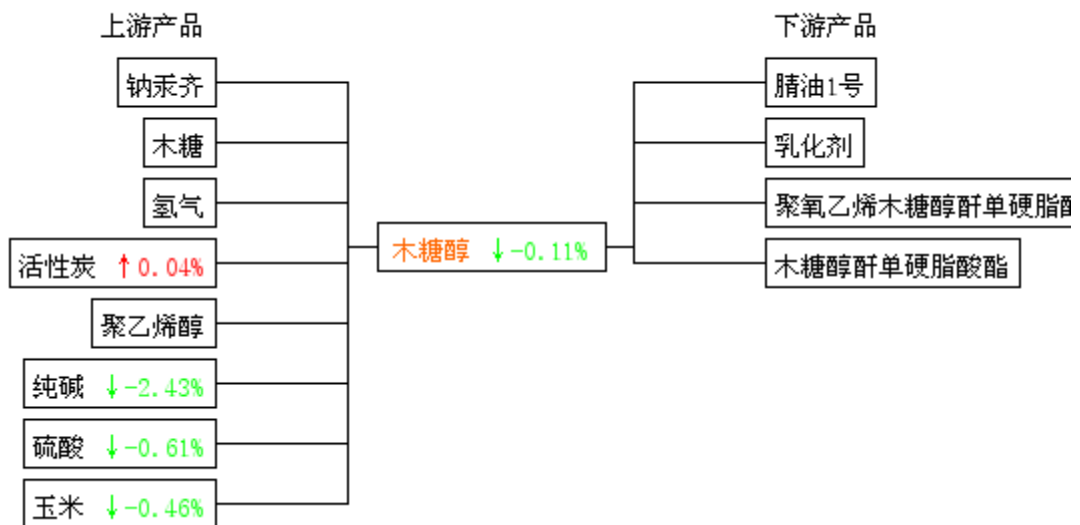 上游产品
下游产品
钠汞齐
木糖
氢气
活性炭 ↑0.04%
聚乙烯醇
纯碱 ↓-2.43%
硫酸 ↓-0.61%
玉米 ↓-0.46%
木糖醇 ↓-0.11%
腈油1号
乳化剂
聚氧乙烯木糖醇酐单硬脂
木糖醇酐单硬脂酸酯